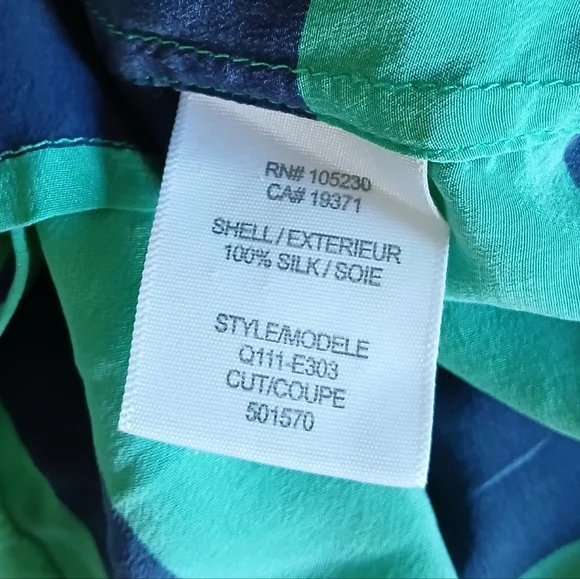 RN# 105230
CA# 19371
SHELL/EXTERIEUR
100% SILK/SOIE
STYLE/MODELE
Q111-E303
CUT/COUPE
501570